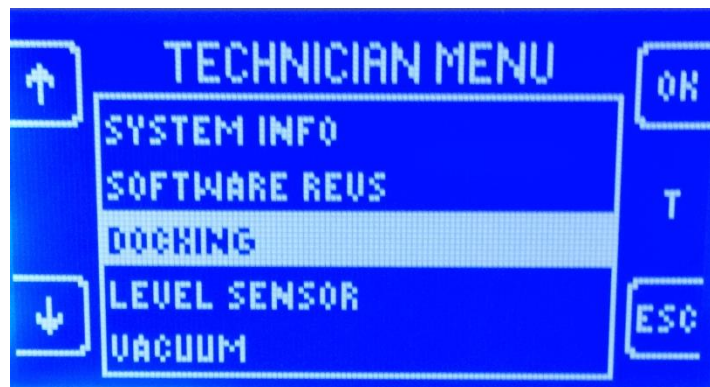 TECHNICIAN MENU
↑
OK
SYSTEM INFO
SOFTWARE REVS
DOCKING
T
LEVEL SENSOR
↓
ESC
VACUUM